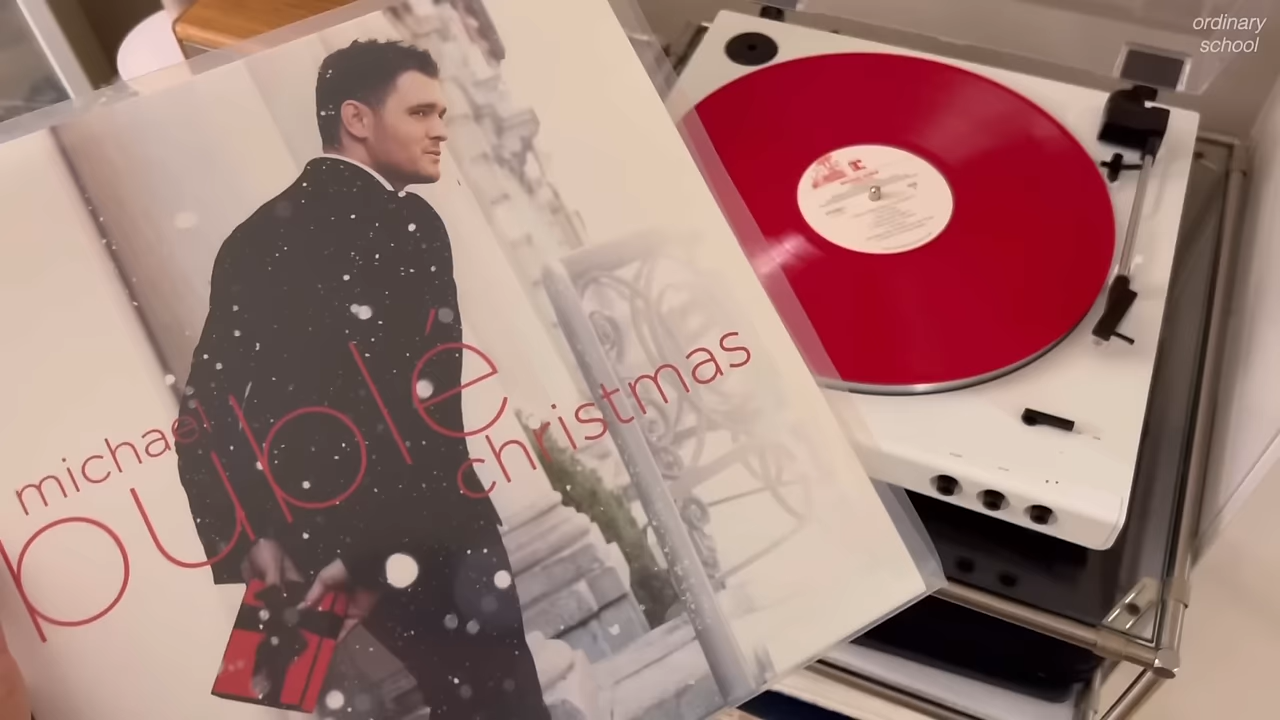 michael
bublé
christmas
ordinary
school